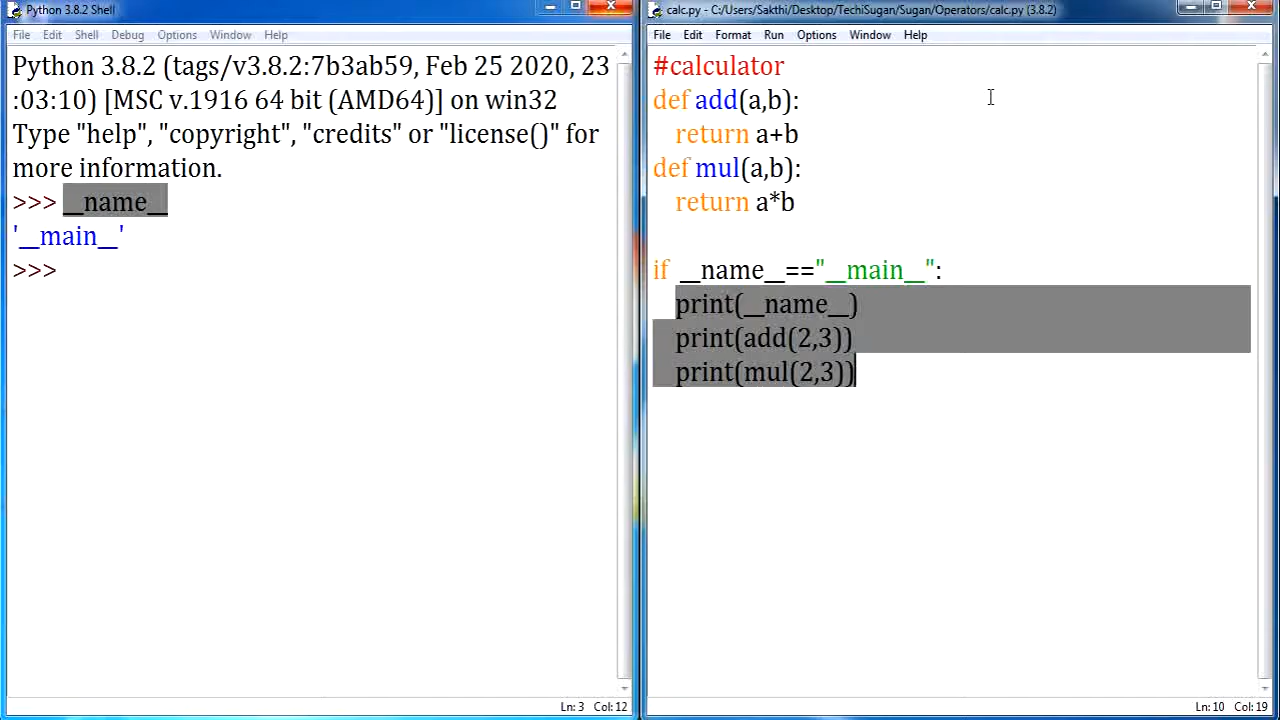 Python 3.8.2 Shell
File Edit Shell Debug Options Window Help
Python 3.8.2 (tags/v3.8.2:7b3ab59, Feb 25 2020, 23
:03:10) [MSC v.1916 64 bit (AMD64)] on win32
Type "help", "copyright", "credits" or "license()" for
more information.
>>> __name__
'__main__'
>>>
Ln: 3 Col: 12
calc.py - C:/Users/Sakthi/Desktop/TechiSugan/Sugan/Operators/calc.py (3.8.2)
File Edit Format Run Options Window Help
#calculator
def add(a,b):
    return a+b
def mul(a,b):
    return a*b
if __name__=="__main__":
    print(__name__)
    print(add(2,3))
    print(mul(2,3))
Ln: 10 Col: 19